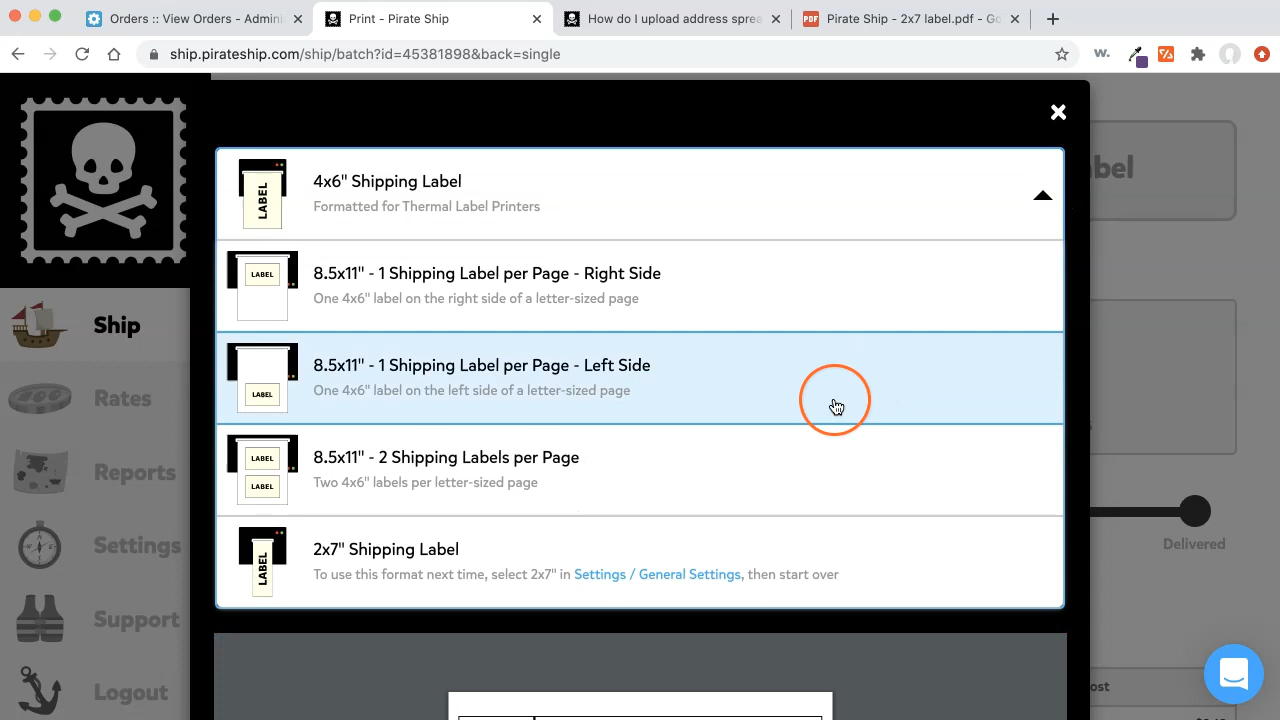 Orders :: View Orders - Admini
Print - Pirate Ship
How do I upload address sprea
PDF
Pirate Ship - 2x7 label.pdf - Go
ship.pirateship.com/ship/batch?id=45381898&back=single
w.
LABEL
4x6" Shipping Label
Formatted for Thermal Label Printers
bel
LABEL
8.5x11" - 1 Shipping Label per Page - Right Side
One 4x6" label on the right side of a letter-sized page
Ship
LABEL
8.5x11" - 1 Shipping Label per Page - Left Side
One 4x6" label on the left side of a letter-sized page
Rates
LABEL
LABEL
8.5x11" - 2 Shipping Labels per Page
Two 4x6" labels per letter-sized page
Reports
LABEL
2x7" Shipping Label
To use this format next time, select 2x7" in Settings / General Settings, then start over
Settings
Delivered
Support
Logout
ost